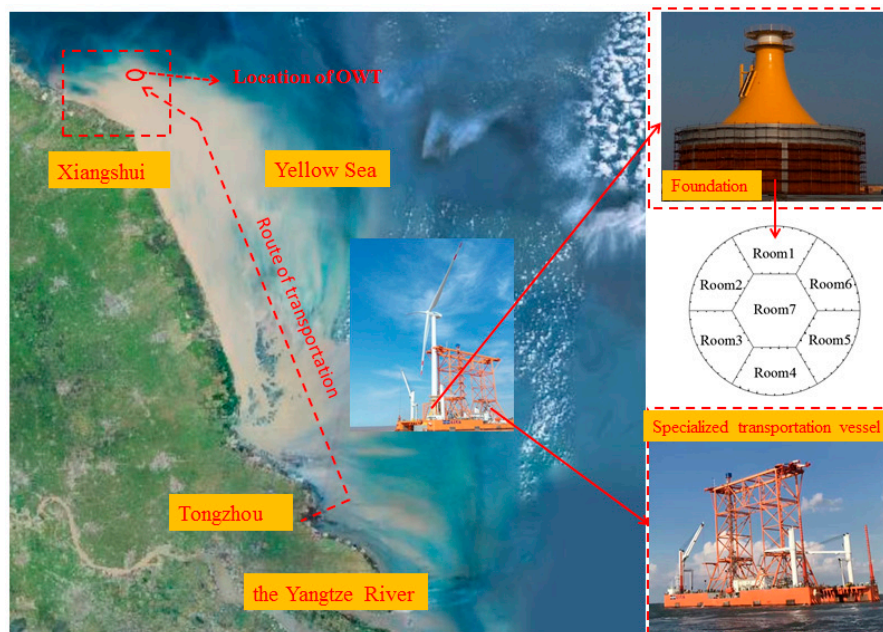 Location of OWT
Xiangshui
Yellow Sea
Route of transportation
Tongzhou
the Yangtze River
Foundation
Room1
Room2
Room6
Room7
Room3
Room5
Room4
Specialized transportation vessel